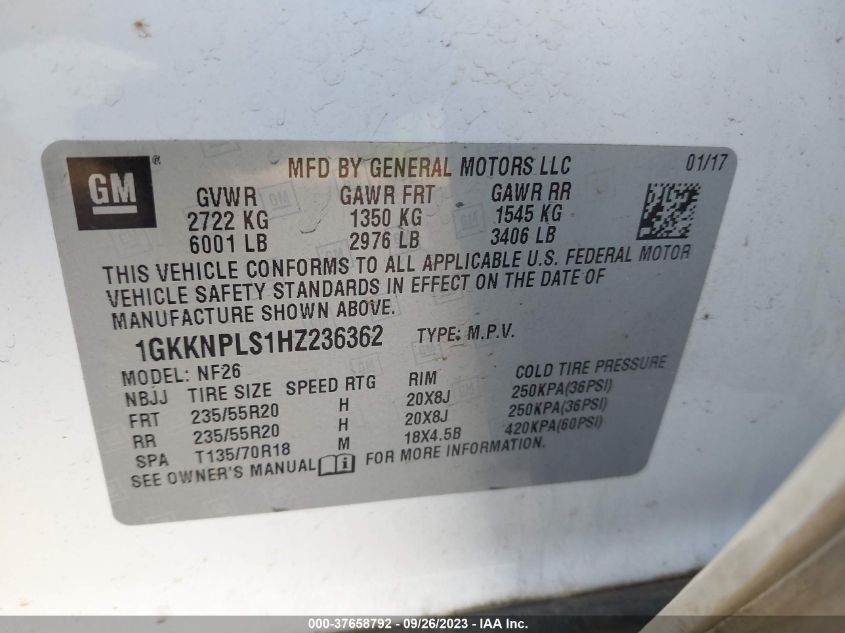 GM ®
MFD BY GENERAL MOTORS LLC 01/17
GVWR GAWR FRT GAWR RR
2722 KG 1350 KG 1545 KG
6001 LB 2976 LB 3406 LB
THIS VEHICLE CONFORMS TO ALL APPLICABLE U.S. FEDERAL MOTOR
VEHICLE SAFETY STANDARDS IN EFFECT ON THE DATE OF
MANUFACTURE SHOWN ABOVE.
1GKKNPLS1HZ236362 TYPE: M.P.V.
MODEL: NF26
NBJJ TIRE SIZE SPEED RTG RIM COLD TIRE PRESSURE
FRT 235/55R20 H 20X8J 250KPA(36PSI)
RR 235/55R20 H 20X8J 250KPA(36PSI)
SPA T135/70R18 M 18X4.5B 420KPA(60PSI)
SEE OWNER'S MANUAL FOR MORE INFORMATION.
000-37658792 - 09/26/2023 - IAA Inc.